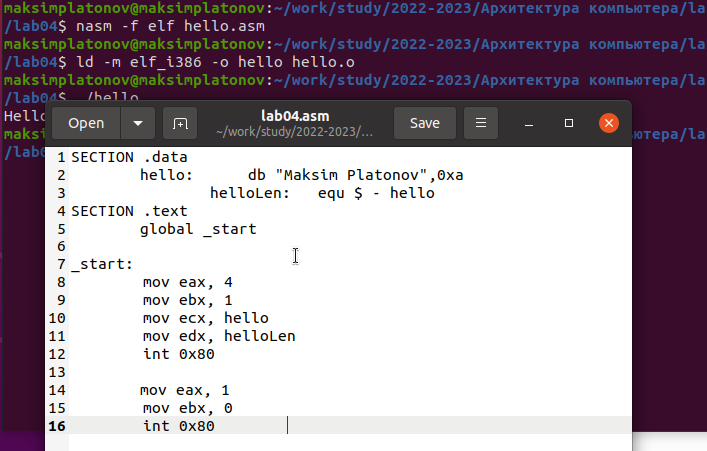 maksimplatonov@maksimplatonov:~/work/study/2022-2023/Архитектура компьютера/la
/lab04$ nasm -f elf hello.asm
maksimplatonov@maksimplatonov:~/work/study/2022-2023/Архитектура компьютера/la
/lab04$ ld -m elf_i386 -o hello hello.o
maksimplatonov@maksimplatonov:~/work/study/2022-2023/Архитектура компьютера/la
/lab04$ ./hello
Hello
Open
lab04.asm
~/work/study/2022-2023/...
Save
1 SECTION .data
2 hello: db "Maksim Platonov",0xa
3 helloLen: equ $ - hello
4 SECTION .text
5 global _start
6
7 _start:
8 mov eax, 4
9 mov ebx, 1
10 mov ecx, hello
11 mov edx, helloLen
12 int 0x80
13
14 mov eax, 1
15 mov ebx, 0
16 int 0x80